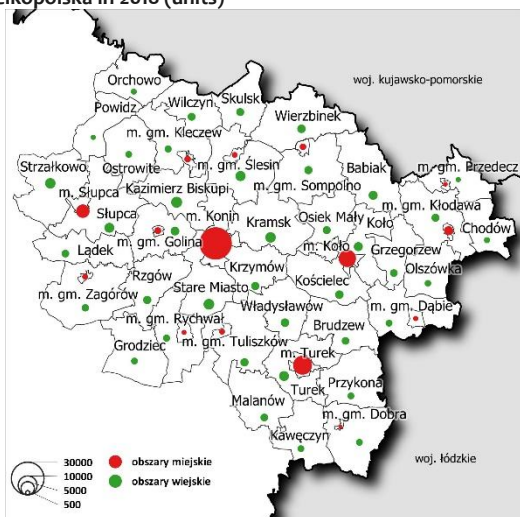 elkopolska in 2018 (units)
Orchowo
woj. kujawsko-pomorskie
Powidz
Wilczyn
Skulsk
Wierzbinek
m. gm. Kleczew
Strzałkowo
Ostrowite
m. gm. Ślesin
Babiak
m. gm. Przedecz
m. Słupca
Kazimierz Biskupi
m. gm. Sompolno
m. gm. Kłodawa
Słupca
m. Konin
Kramsk
Osiek Mały
Koło
Chodów
Lądek
m. gm. Golina
m. Koło
Grzegorzew
Rzgów
Krzymów
Olszówka
m. gm. Zagórów
Stare Miasto
Kościelec
m. gm. Dąbie
m. gm. Rychwał
Władysławów
Brudzew
Grodziec
m. gm. Tuliszków
m. Turek
Turek
Przykona
Malanów
m. gm. Dobra
Kawęczyn
woj. łódzkie
30000
10000
5000
500
obszary miejskie
obszary wiejskie